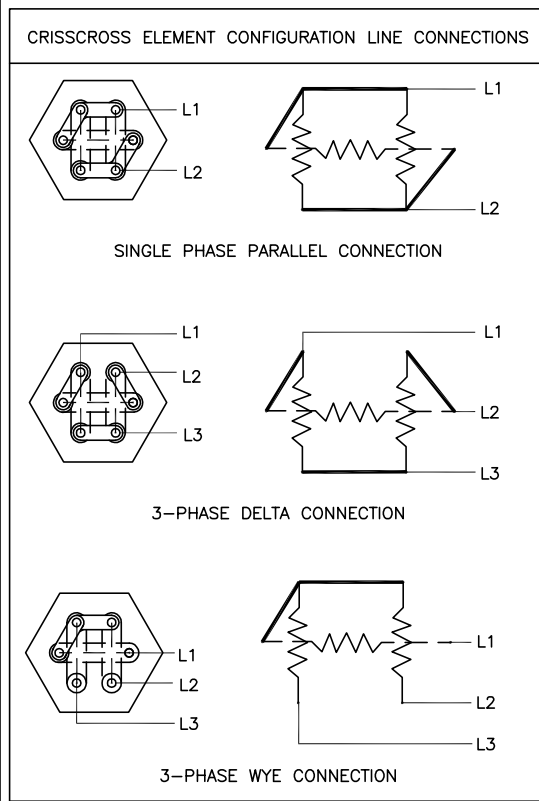 CRISSCROSS ELEMENT CONFIGURATION LINE CONNECTIONS
L1
L2
L1
L2
SINGLE PHASE PARALLEL CONNECTION
L1
L2
L3
L1
L2
L3
3-PHASE DELTA CONNECTION
L1
L2
L3
L1
L2
L3
3-PHASE WYE CONNECTION